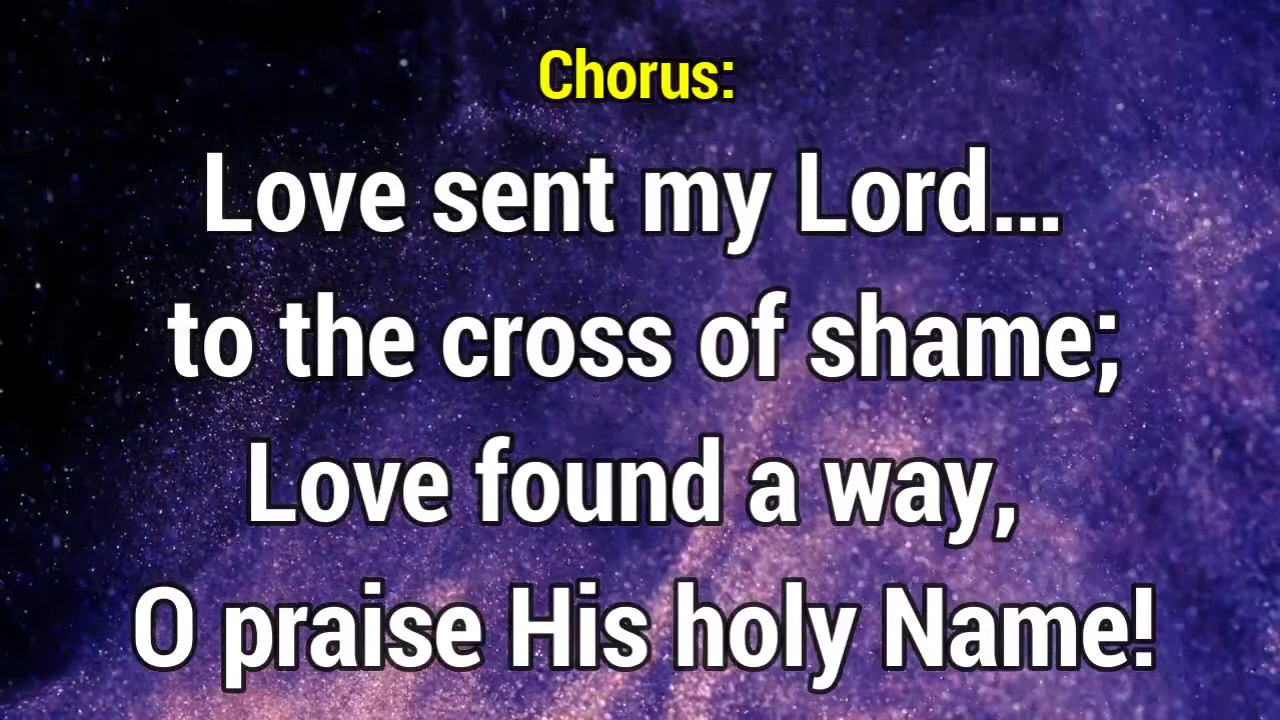 Chorus:
Love sent my Lord...
to the cross of shame;
Love found a way,
O praise His holy Name!